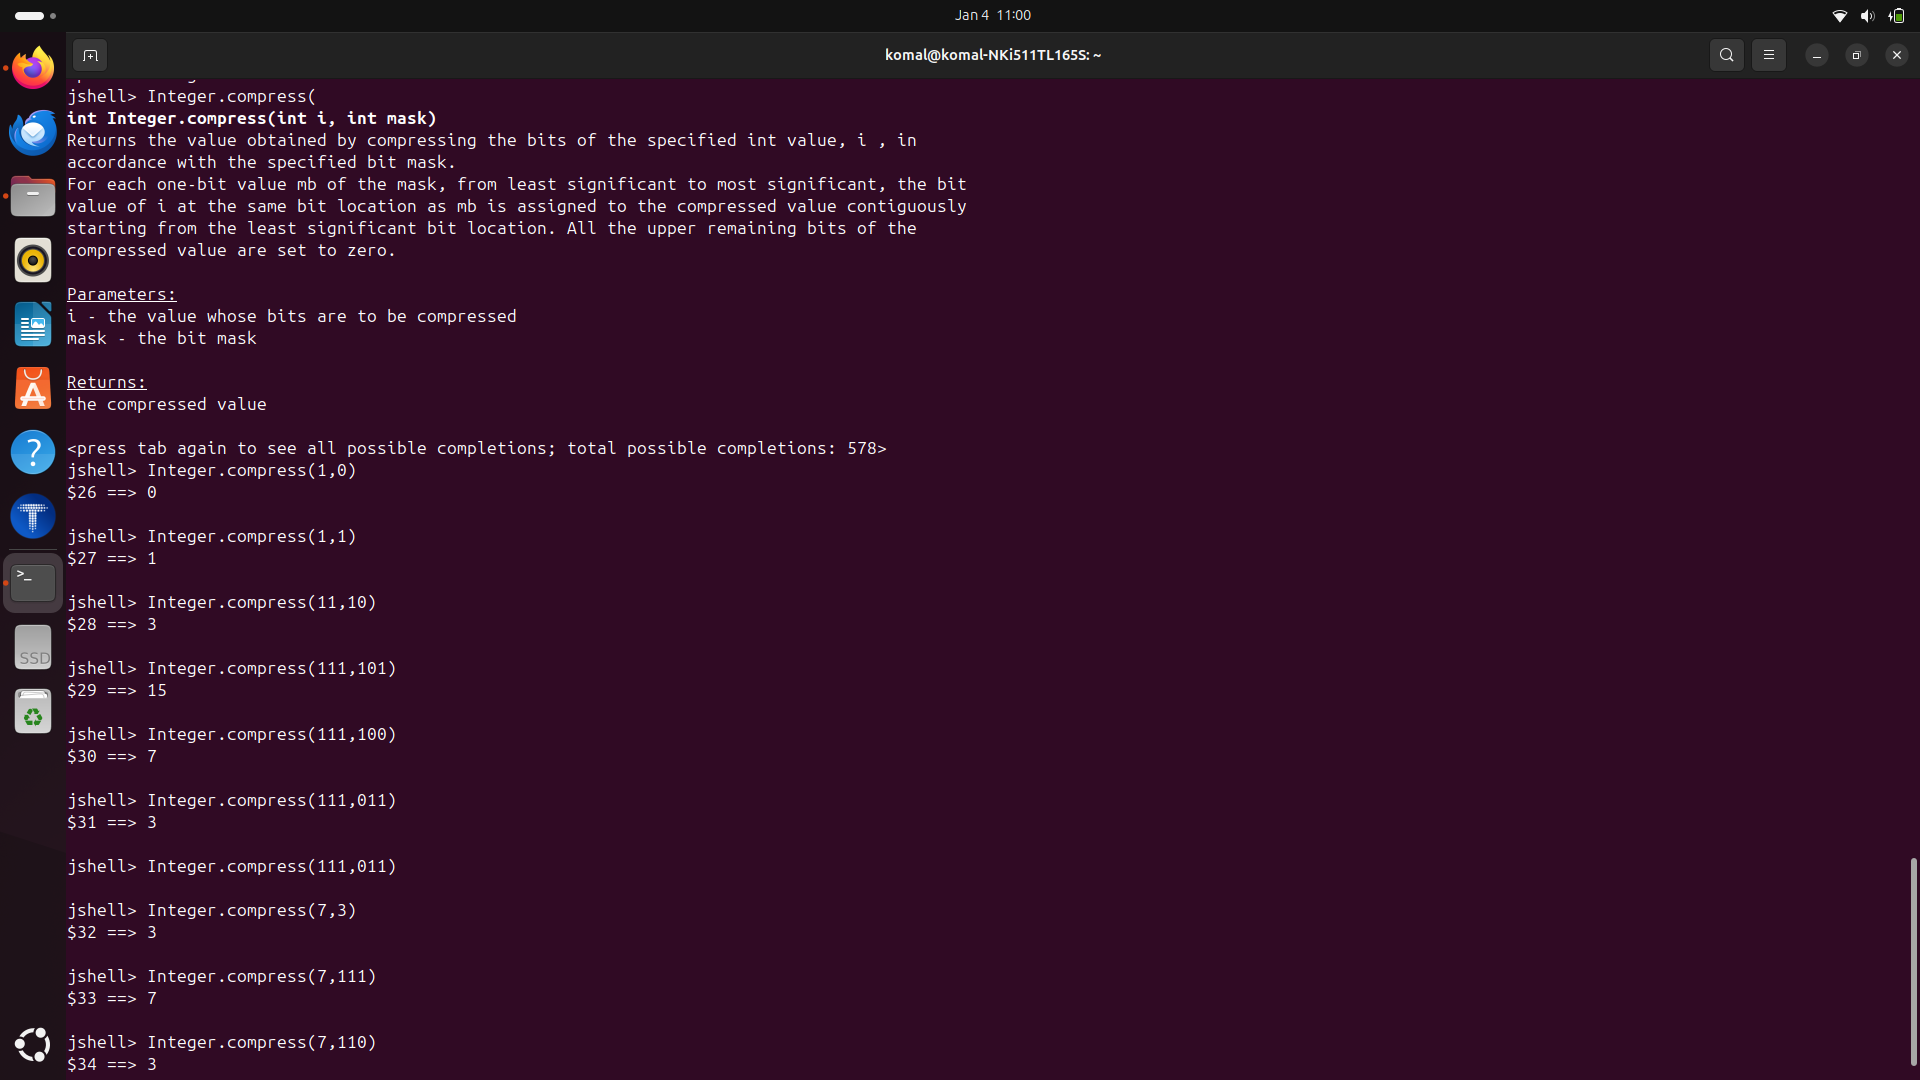 Jan 4 11:00
komal@komal-NKi511TL165S: ~
jshell> Integer.compress(
int Integer.compress(int i, int mask)
Returns the value obtained by compressing the bits of the specified int value, i , in
accordance with the specified bit mask.
For each one-bit value mb of the mask, from least significant to most significant, the bit
value of i at the same bit location as mb is assigned to the compressed value contiguously
starting from the least significant bit location. All the upper remaining bits of the
compressed value are set to zero.
Parameters:
i - the value whose bits are to be compressed
mask - the bit mask
Returns:
the compressed value
<press tab again to see all possible completions; total possible completions: 578>
jshell> Integer.compress(1,0)
$26 ==> 0
jshell> Integer.compress(1,1)
$27 ==> 1
jshell> Integer.compress(11,10)
$28 ==> 3
jshell> Integer.compress(111,101)
$29 ==> 15
jshell> Integer.compress(111,100)
$30 ==> 7
jshell> Integer.compress(111,011)
$31 ==> 3
jshell> Integer.compress(111,011)
jshell> Integer.compress(7,3)
$32 ==> 3
jshell> Integer.compress(7,111)
$33 ==> 7
jshell> Integer.compress(7,110)
$34 ==> 3
>_
SSD